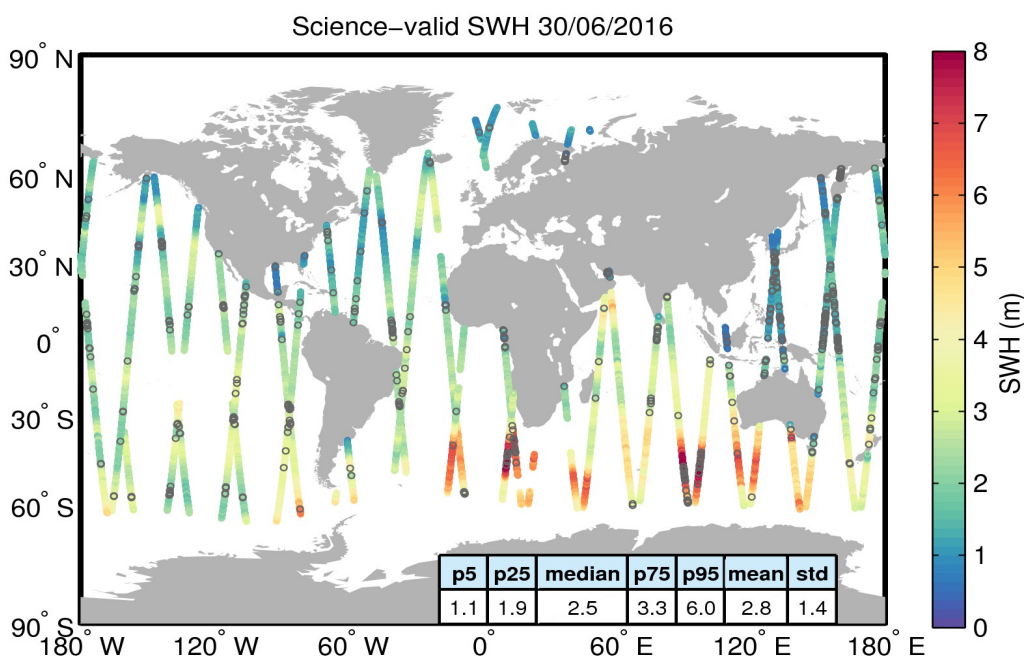 Science−valid SWH 30/06/2016
90° N
60° N
30° N
0°
30° S
60° S
90° S
180° W
120° W
60° W
0°
60° E
120° E
180° E
p5 p25 median p75 p95 mean std
1.1 1.9 2.5 3.3 6.0 2.8 1.4
8
7
6
5
4
3
2
1
0
SWH (m)